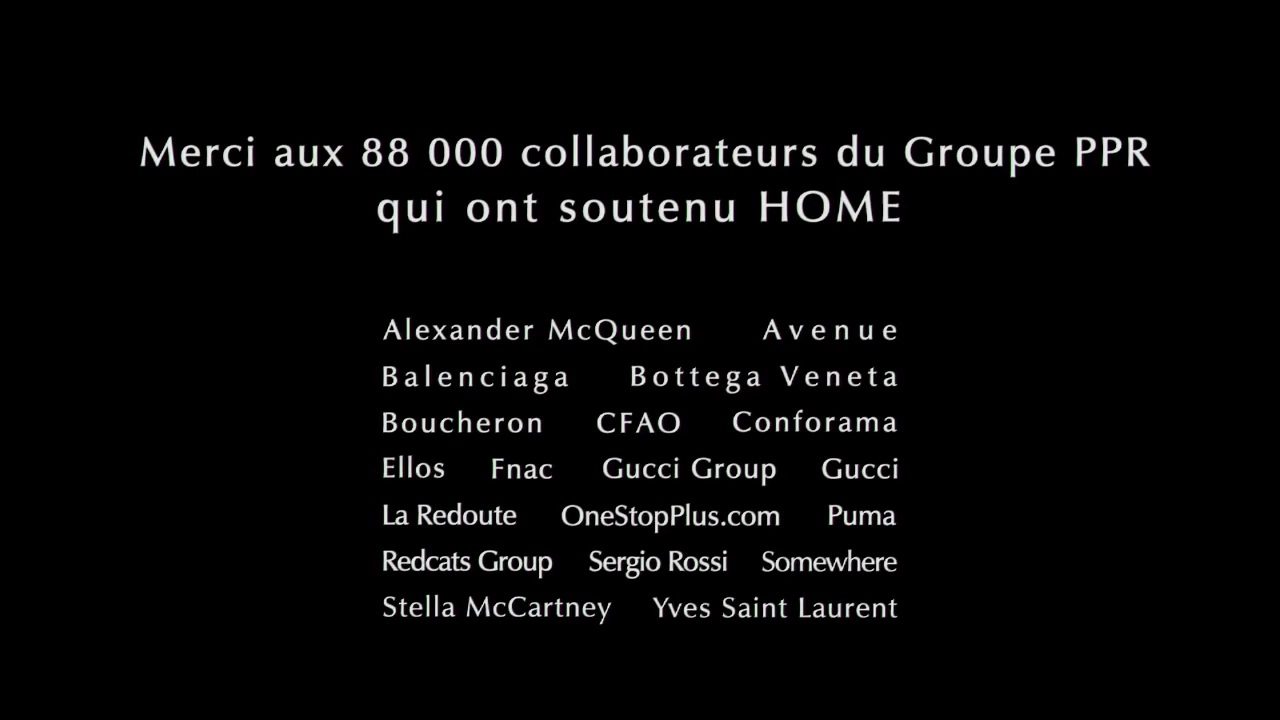 Merci aux 88 000 collaborateurs du Groupe PPR
qui ont soutenu HOME
Alexander McQueen Avenue
Balenciaga Bottega Veneta
Boucheron CFAO Conforama
Ellos Fnac Gucci Group Gucci
La Redoute OneStopPlus.com Puma
Redcats Group Sergio Rossi Somewhere
Stella McCartney Yves Saint Laurent